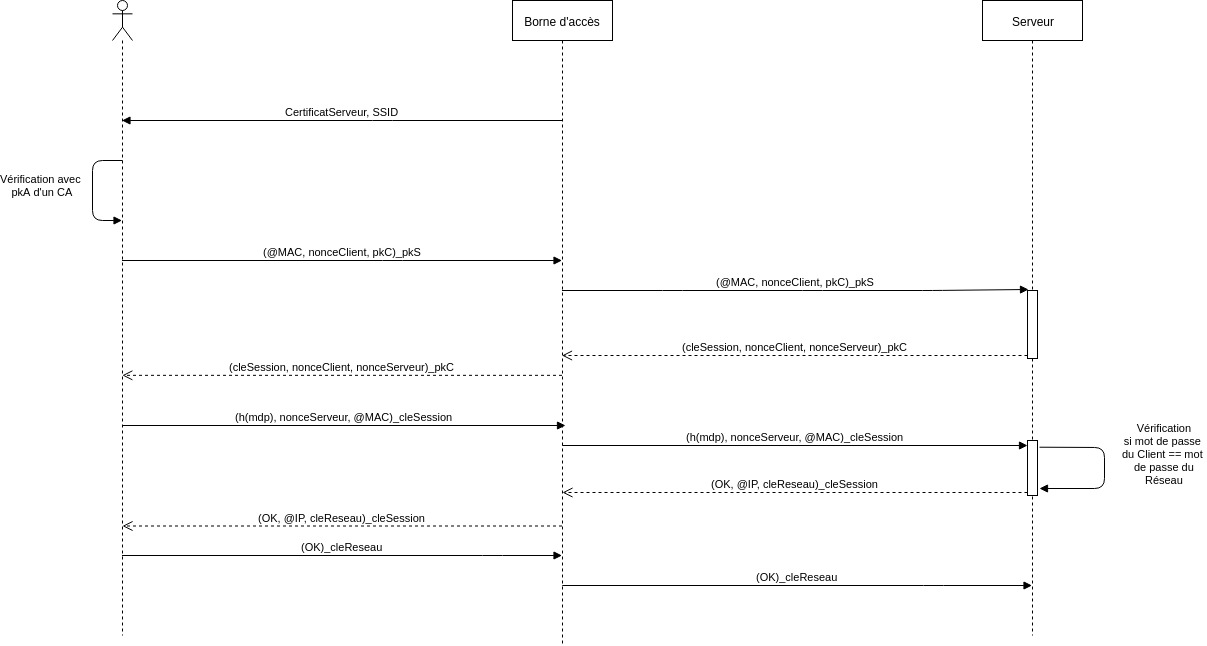 Borne d'accès
Serveur
CertificatServeur, SSID
Vérification avec
pkA d'un CA
(@MAC, nonceClient, pkC)_pkS
(@MAC, nonceClient, pkC)_pkS
(cleSession, nonceClient, nonceServeur)_pkC
(cleSession, nonceClient, nonceServeur)_pkC
(h(mdp), nonceServeur, @MAC)_cleSession
(h(mdp), nonceServeur, @MAC)_cleSession
Vérification
si mot de passe
du Client == mot
de passe du
Réseau
(OK, @IP, cleReseau)_cleSession
(OK, @IP, cleReseau)_cleSession
(OK)_cleReseau
(OK)_cleReseau